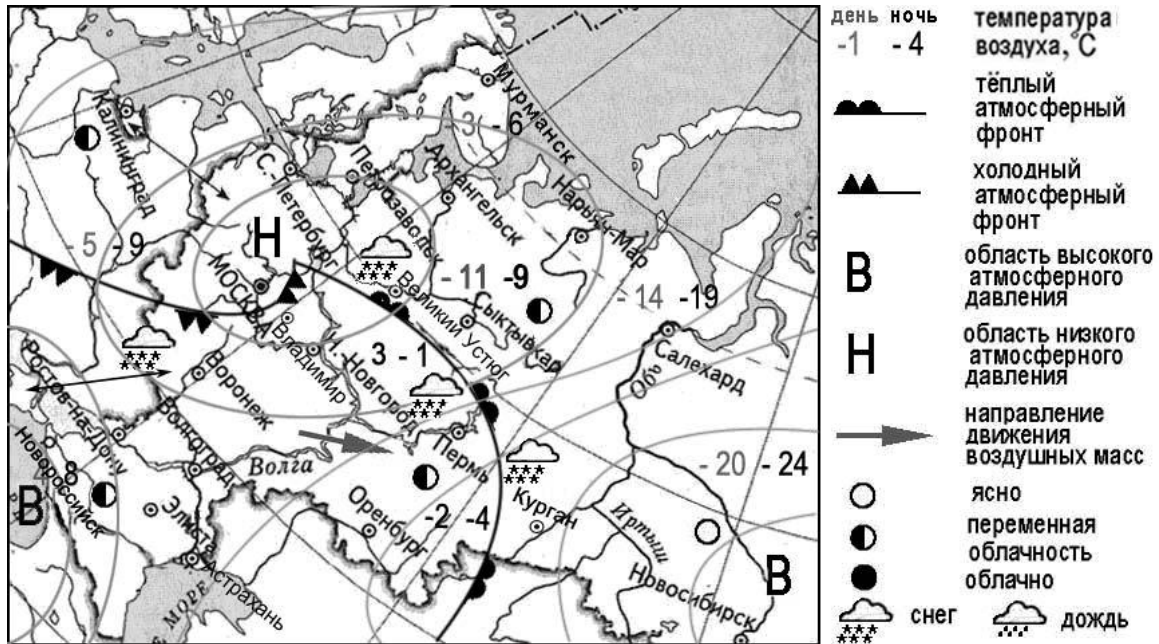 Мурманск
Калининград
С.-Петербург
Петрозаводск
Архангельск
Нарьян-Мар
- 3 - 6
- 5 - 9
Н
МОСКВА
Великий Устюг
Сыктывкар
- 11 -9
- 14 -19
Владимир
Н.-Новгород
- 3 - 1
Салехард
Обь
Ростов-на-Дону
Воронеж
Волгоград
Волга
Пермь
Новороссийск
8
В
Элиста
Оренбург
-2 -4
Курган
Иртыш
- 20 - 24
В
Новосибирск
Астрахань
Е МОРЕ
день ночь
-1 - 4
температура
воздуха, °С
тёплый
атмосферный
фронт
холодный
атмосферный
фронт
В
область высокого
атмосферного
давления
Н
область низкого
атмосферного
давления
направление
движения
воздушных масс
ясно
переменная
облачность
облачно
снег дождь